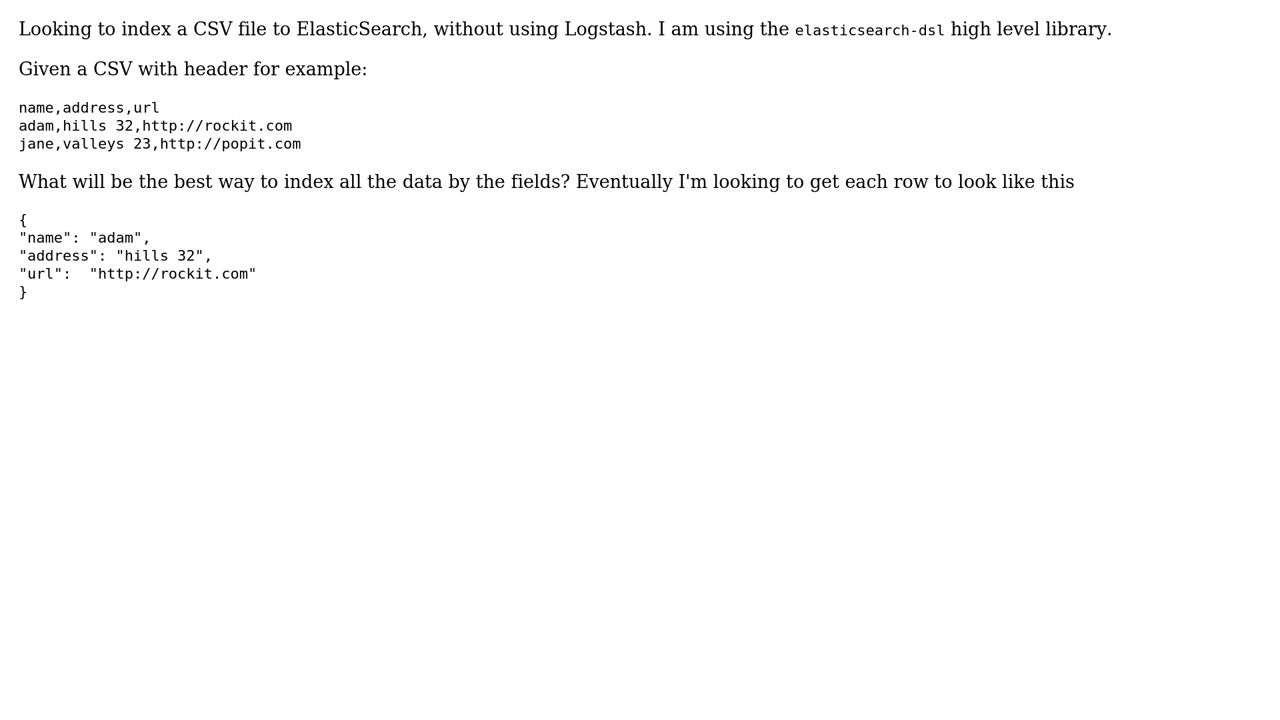 Looking to index a CSV file to ElasticSearch, without using Logstash. I am using the elasticsearch-dsl high level library.
Given a CSV with header for example:
name,address,url
adam,hills 32,http://rockit.com
jane,valleys 23,http://popit.com
What will be the best way to index all the data by the fields? Eventually I'm looking to get each row to look like this
{
"name": "adam",
"address": "hills 32",
"url":  "http://rockit.com"
}